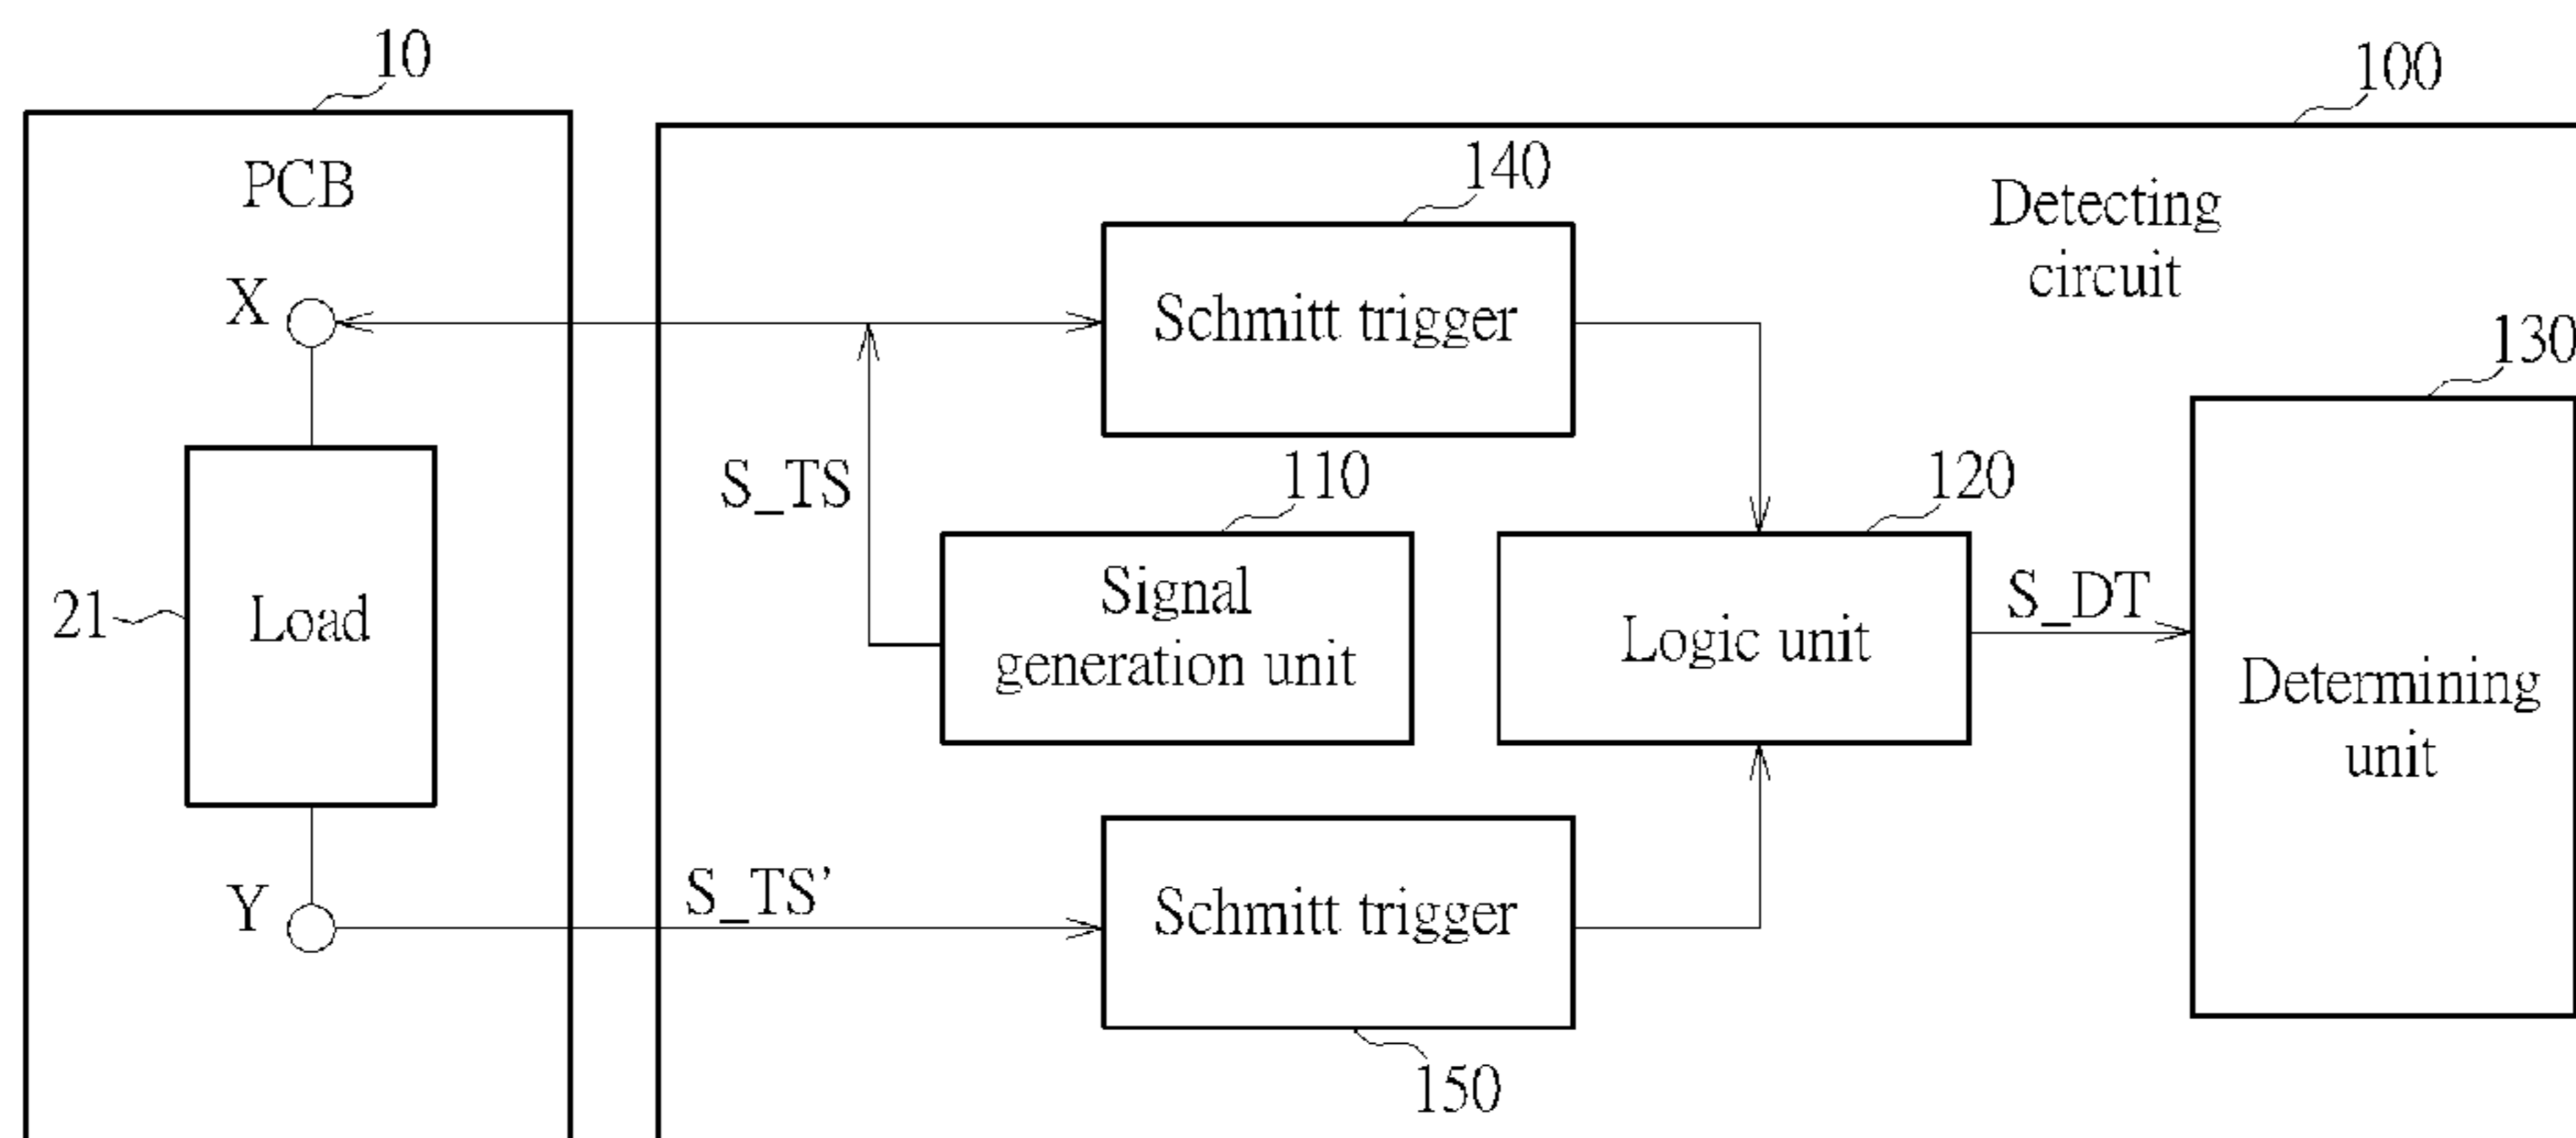 10
100
PCB
140
Detecting
circuit
X
Schmitt trigger
130
S_TS
110
120
Signal
generation unit
Logic unit
S_DT
21
Load
Determining
unit
Y
S_TS’
Schmitt trigger
150